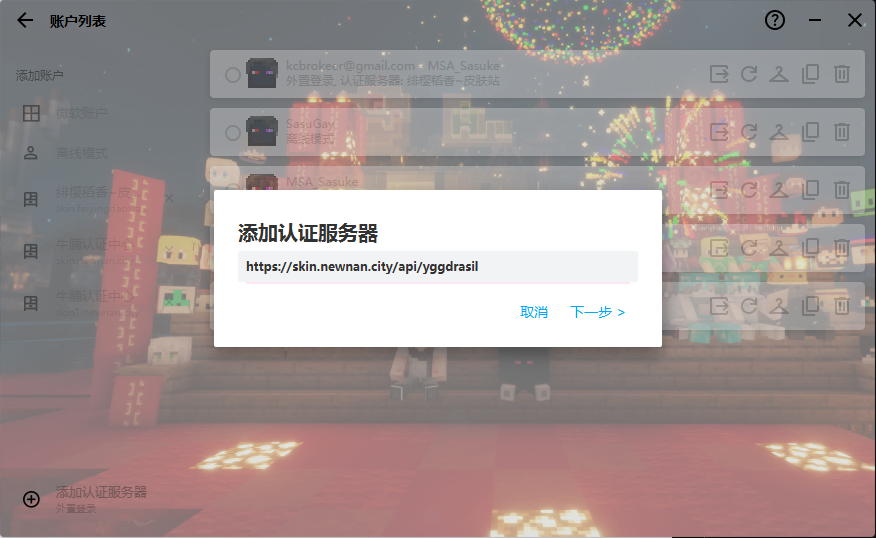 账户列表
添加账户
微软账户
离线模式
绯樱稻香~皮
牛腩认证中心
牛腩认证中心
添加认证服务器
外置登录
外置登录, 认证服务器: 绯樱稻香~皮肤站
SasuGay
离线模式
MSA_Sasuke
添加认证服务器
https://skin.newnan.city/api/yggdrasil
取消
下一步 >